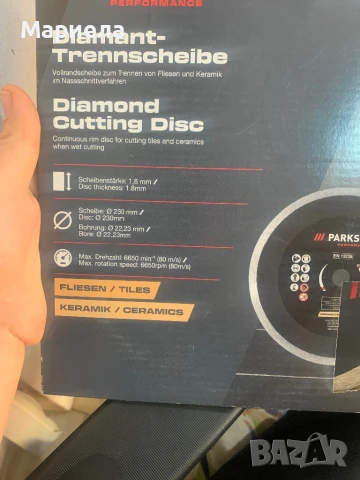 Мариела
PERFORMANCE
Diamant-
Trennscheibe
Vollrandscheibe zum Trennen von Fliesen und Keramik
im Nassschnittverfahren
Diamond
Cutting Disc
Continuous rim disc for cutting tiles and ceramics
when wet cutting
Scheibenstärke: 1,8 mm /
Disc thickness: 1.8mm
Scheibe: Ø 230 mm /
Disc: Ø 230mm
Bohrung: Ø 22,23 mm /
Bore: Ø 22.23mm
Max. Drehzahl: 6650 min⁻¹ (80 m/s) /
Max. rotation speed: 6650rpm (80m/s)
FLIESEN / TILES
KERAMIK / CERAMICS
/// PARKS
EN 13236
BAZAR